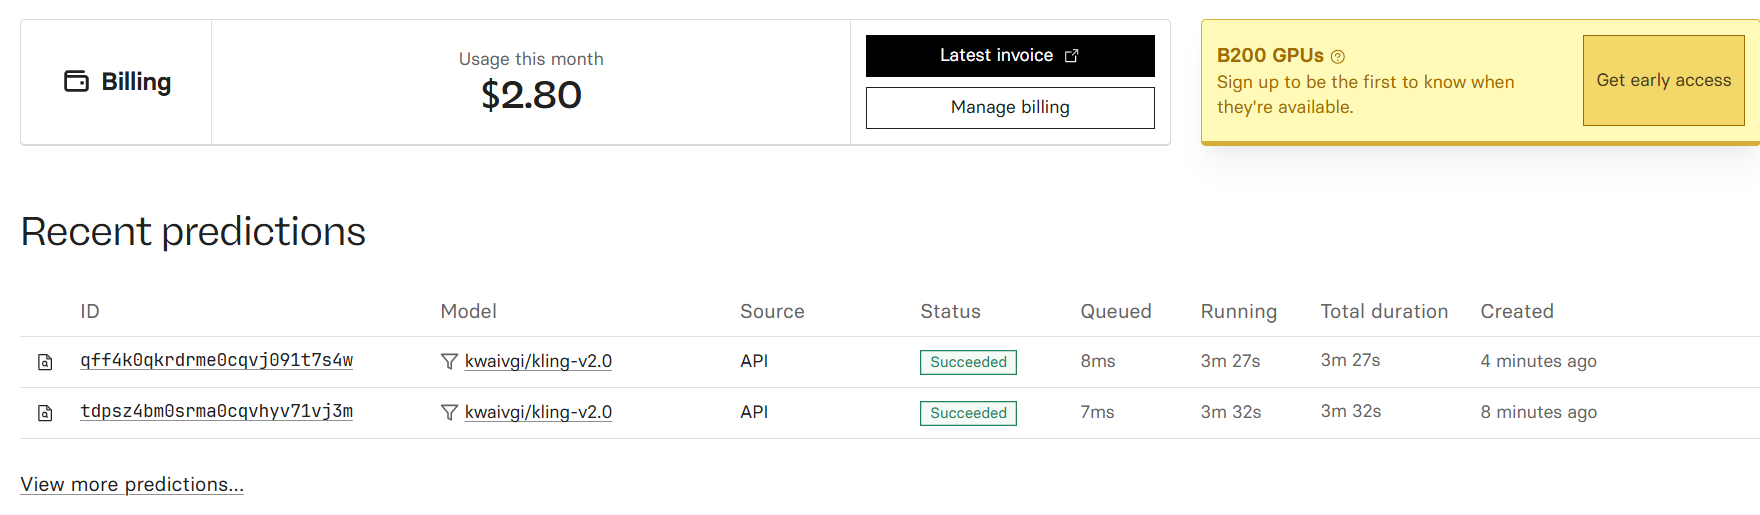 Billing
Usage this month
$2.80
Latest invoice
Manage billing
B200 GPUs
Sign up to be the first to know when
they're available.
Get early access
Recent predictions
ID Model Source Status Queued Running Total duration Created
qff4k0qkrdrme0cqvj091t7s4w kwaivgi/kling-v2.0 API Succeeded 8ms 3m 27s 3m 27s 4 minutes ago
tdpsz4bm0srma0cqvhyv71vj3m kwaivgi/kling-v2.0 API Succeeded 7ms 3m 32s 3m 32s 8 minutes ago
View more predictions...